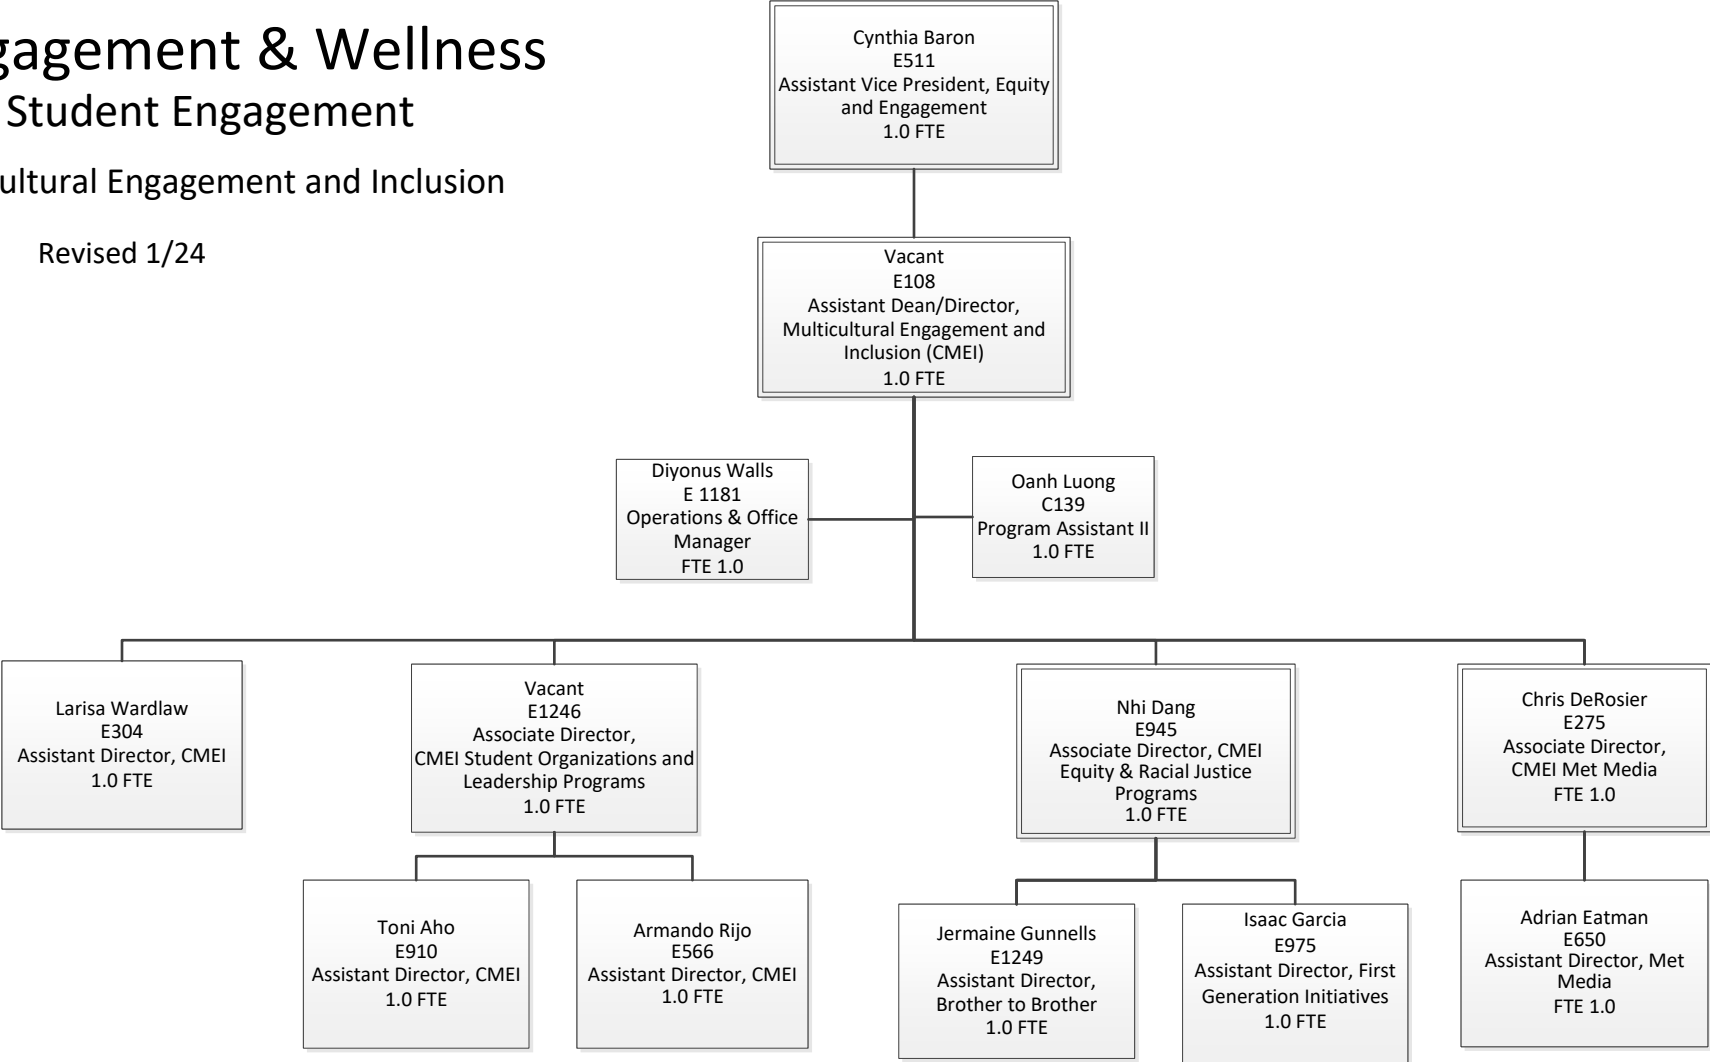 gagement & Wellness
Student Engagement
ultural Engagement and Inclusion
Revised 1/24
Cynthia Baron
E511
Assistant Vice President, Equity
and Engagement
1.0 FTE
Vacant
E108
Assistant Dean/Director,
Multicultural Engagement and
Inclusion (CMEI)
1.0 FTE
Diyonus Walls
E 1181
Operations & Office
Manager
FTE 1.0
Oanh Luong
C139
Program Assistant II
1.0 FTE
Larisa Wardlaw
E304
Assistant Director, CMEI
1.0 FTE
Vacant
E1246
Associate Director,
CMEI Student Organizations and
Leadership Programs
1.0 FTE
Nhi Dang
E945
Associate Director, CMEI
Equity & Racial Justice
Programs
1.0 FTE
Chris DeRosier
E275
Associate Director,
CMEI Met Media
FTE 1.0
Toni Aho
E910
Assistant Director, CMEI
1.0 FTE
Armando Rijo
E566
Assistant Director, CMEI
1.0 FTE
Jermaine Gunnells
E1249
Assistant Director,
Brother to Brother
1.0 FTE
Isaac Garcia
E975
Assistant Director, First
Generation Initiatives
1.0 FTE
Adrian Eatman
E650
Assistant Director, Met
Media
FTE 1.0